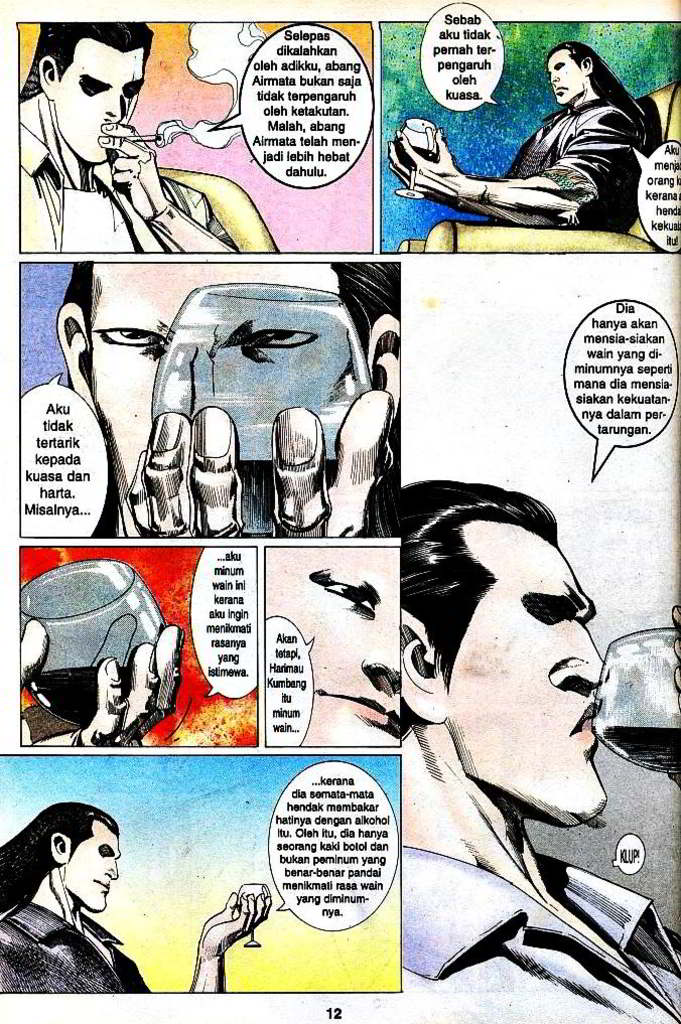 Selepas
dikalahkan
oleh adikku, abang
Airmata bukan saja
tidak terpengaruh
oleh ketakutan.
Malah, abang
Airmata telah men-
jadi lebih hebat
dahulu.
Sebab
aku tidak
pernah ter-
pengaruh
oleh
kuasa.
Aku
menja
orang
kerana
henda
kekua
itu!
Aku
tidak
tertarik
kepada
kuasa dan
harta.
Misalnya...
Dia
hanya akan
mensia-siakan
wain yang di-
minumnya seperti
mana dia mensia-
siakan kekuatan-
nya dalam per-
tarungan.
...aku
minum
wain ini
kerana
aku ingin
menikmati
rasanya
yang
istimewa.
Akan
tetapi,
Harimau
Kumbang
itu
minum
wain...
...kerana
dia semata-mata
hendak membakar
hatinya dengan alkohol
itu. Oleh itu, dia hanya
seorang kaki botol dan
bukan peminum yang
benar-benar pandai
menikmati rasa wain
yang diminum-
nya.
KLUP!
12